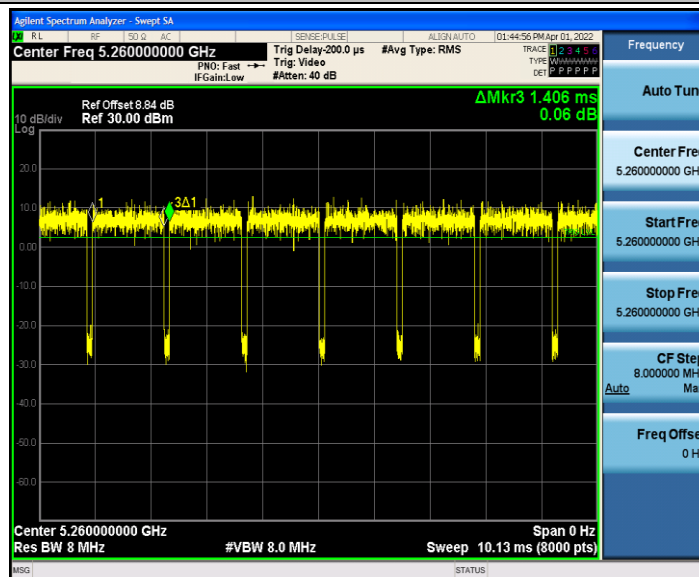 Agilent Spectrum Analyzer - Swept SA
RL RF 50 Ω AC SENSE:PULSE ALIGN AUTO 01:44:56 PM Apr 01, 2022
Center Freq 5.260000000 GHz Trig Delay-200.0 µs #Avg Type: RMS TRACE 1 2 3 4 5 6
PNO: Fast Trig: Video TYPE W
IFGain:Low #Atten: 40 dB DET P P P P P P
ΔMkr3 1.406 ms
0.06 dB
Ref Offset 8.84 dB
10 dB/div Ref 30.00 dBm
Log
20.0
10.0
0.00
-10.0
-20.0
-30.0
-40.0
-50.0
-60.0
1
3Δ1
Center 5.260000000 GHz Span 0 Hz
Res BW 8 MHz #VBW 8.0 MHz Sweep 10.13 ms (8000 pts)
MSG STATUS
Frequency
Auto Tun
Center Fre
5.260000000 GH
Start Fre
5.260000000 GH
Stop Fre
5.260000000 GH
CF Step
8.000000 MH
Auto Ma
Freq Offse
0 H